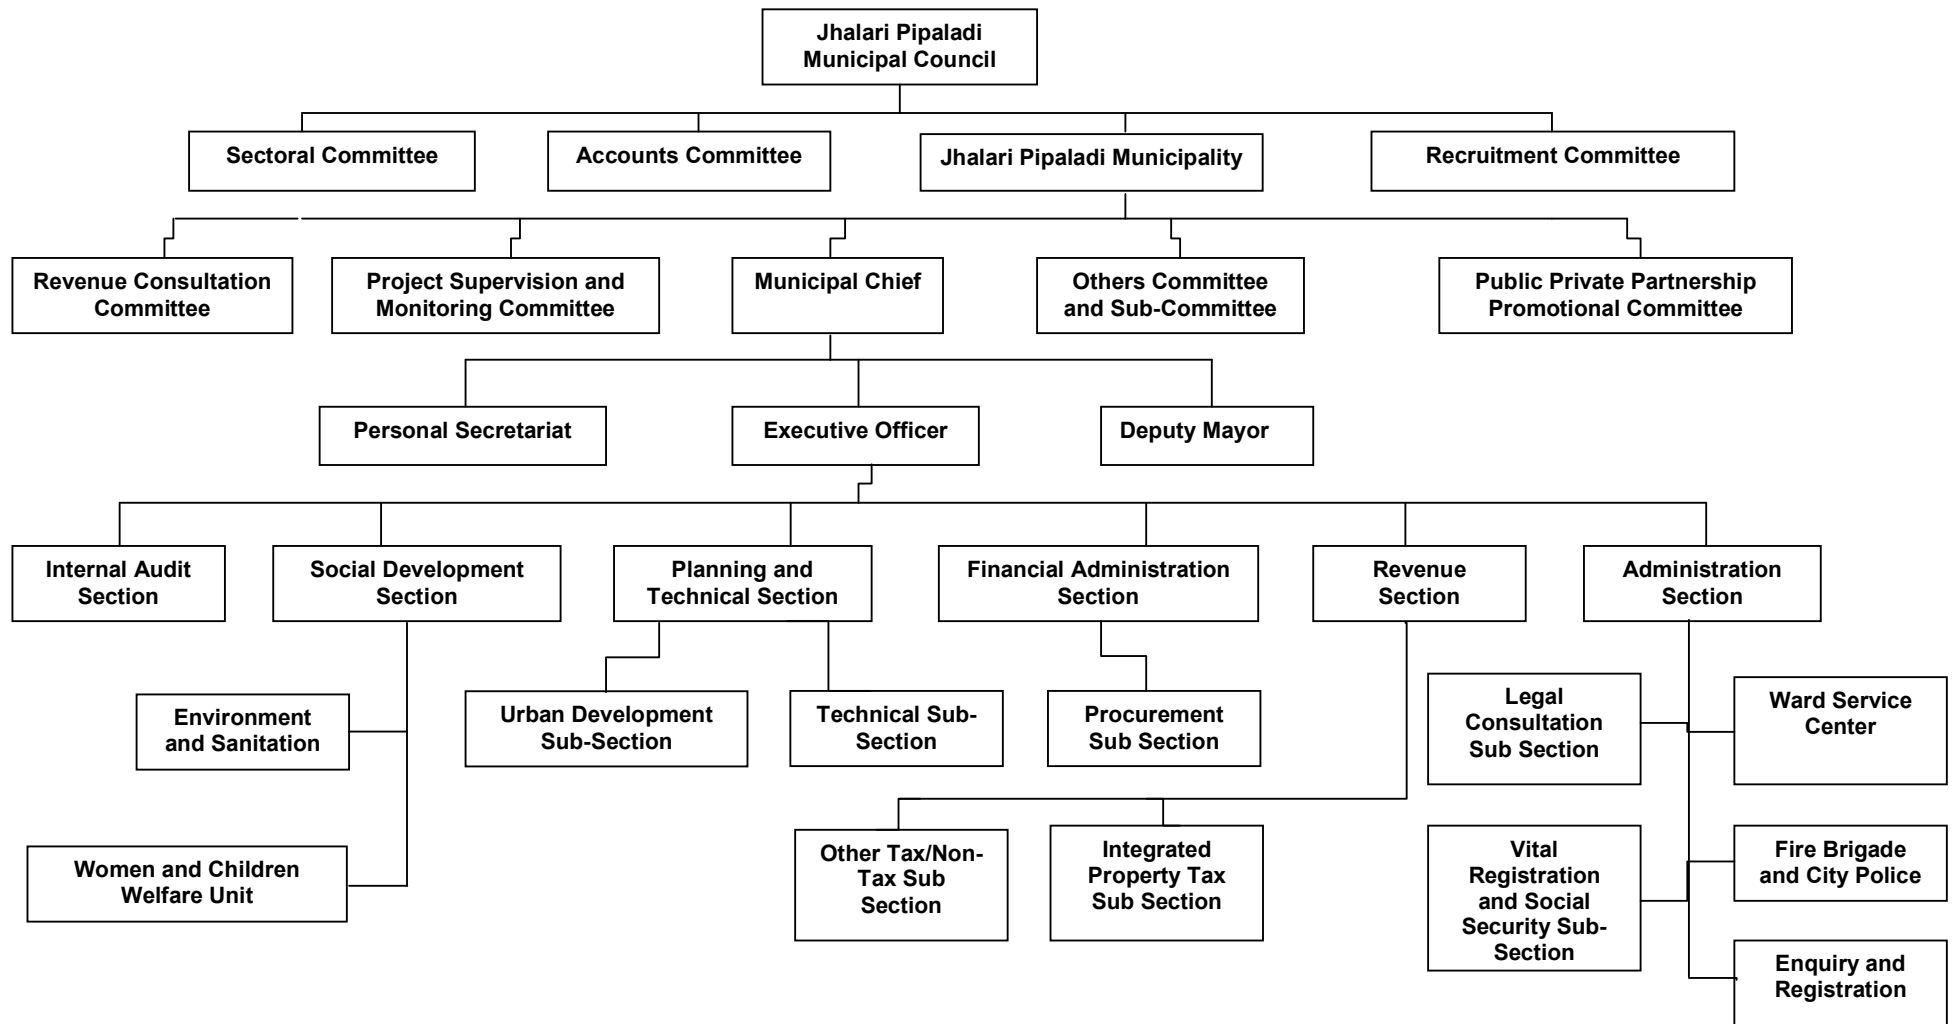 Jhalari Pipaladi
Municipal Council
Sectoral Committee
Accounts Committee
Jhalari Pipaladi Municipality
Recruitment Committee
Revenue Consultation
Committee
Project Supervision and
Monitoring Committee
Municipal Chief
Others Committee
and Sub-Committee
Public Private Partnership
Promotional Committee
Personal Secretariat
Executive Officer
Deputy Mayor
Internal Audit
Section
Social Development
Section
Planning and
Technical Section
Financial Administration
Section
Revenue
Section
Administration
Section
Environment
and Sanitation
Urban Development
Sub-Section
Technical Sub-
Section
Procurement
Sub Section
Legal
Consultation
Sub Section
Ward Service
Center
Women and Children
Welfare Unit
Other Tax/Non-
Tax Sub
Section
Integrated
Property Tax
Sub Section
Vital
Registration
and Social
Security Sub-
Section
Fire Brigade
and City Police
Enquiry and
Registration